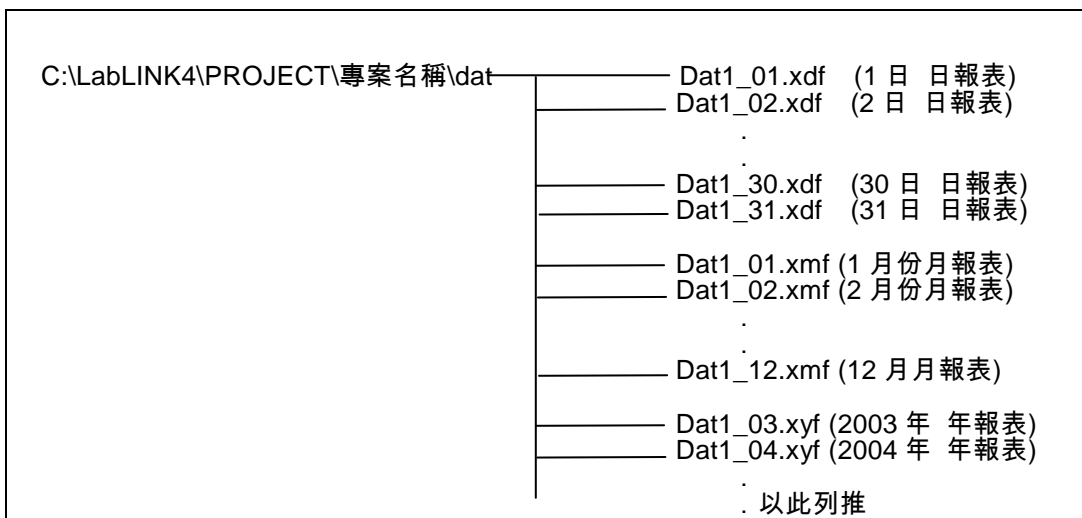 C:\LabLINK4\PROJECT\專案名稱\dat
Dat1_01.xdf (1 日 日報表)
Dat1_02.xdf (2 日 日報表)
.
.
Dat1_30.xdf (30 日 日報表)
Dat1_31.xdf (31 日 日報表)
Dat1_01.xmf (1 月份月報表)
Dat1_02.xmf (2 月份月報表)
.
.
Dat1_12.xmf (12 月月報表)
Dat1_03.xyf (2003 年 年報表)
Dat1_04.xyf (2004 年 年報表)
.
. 以此列推